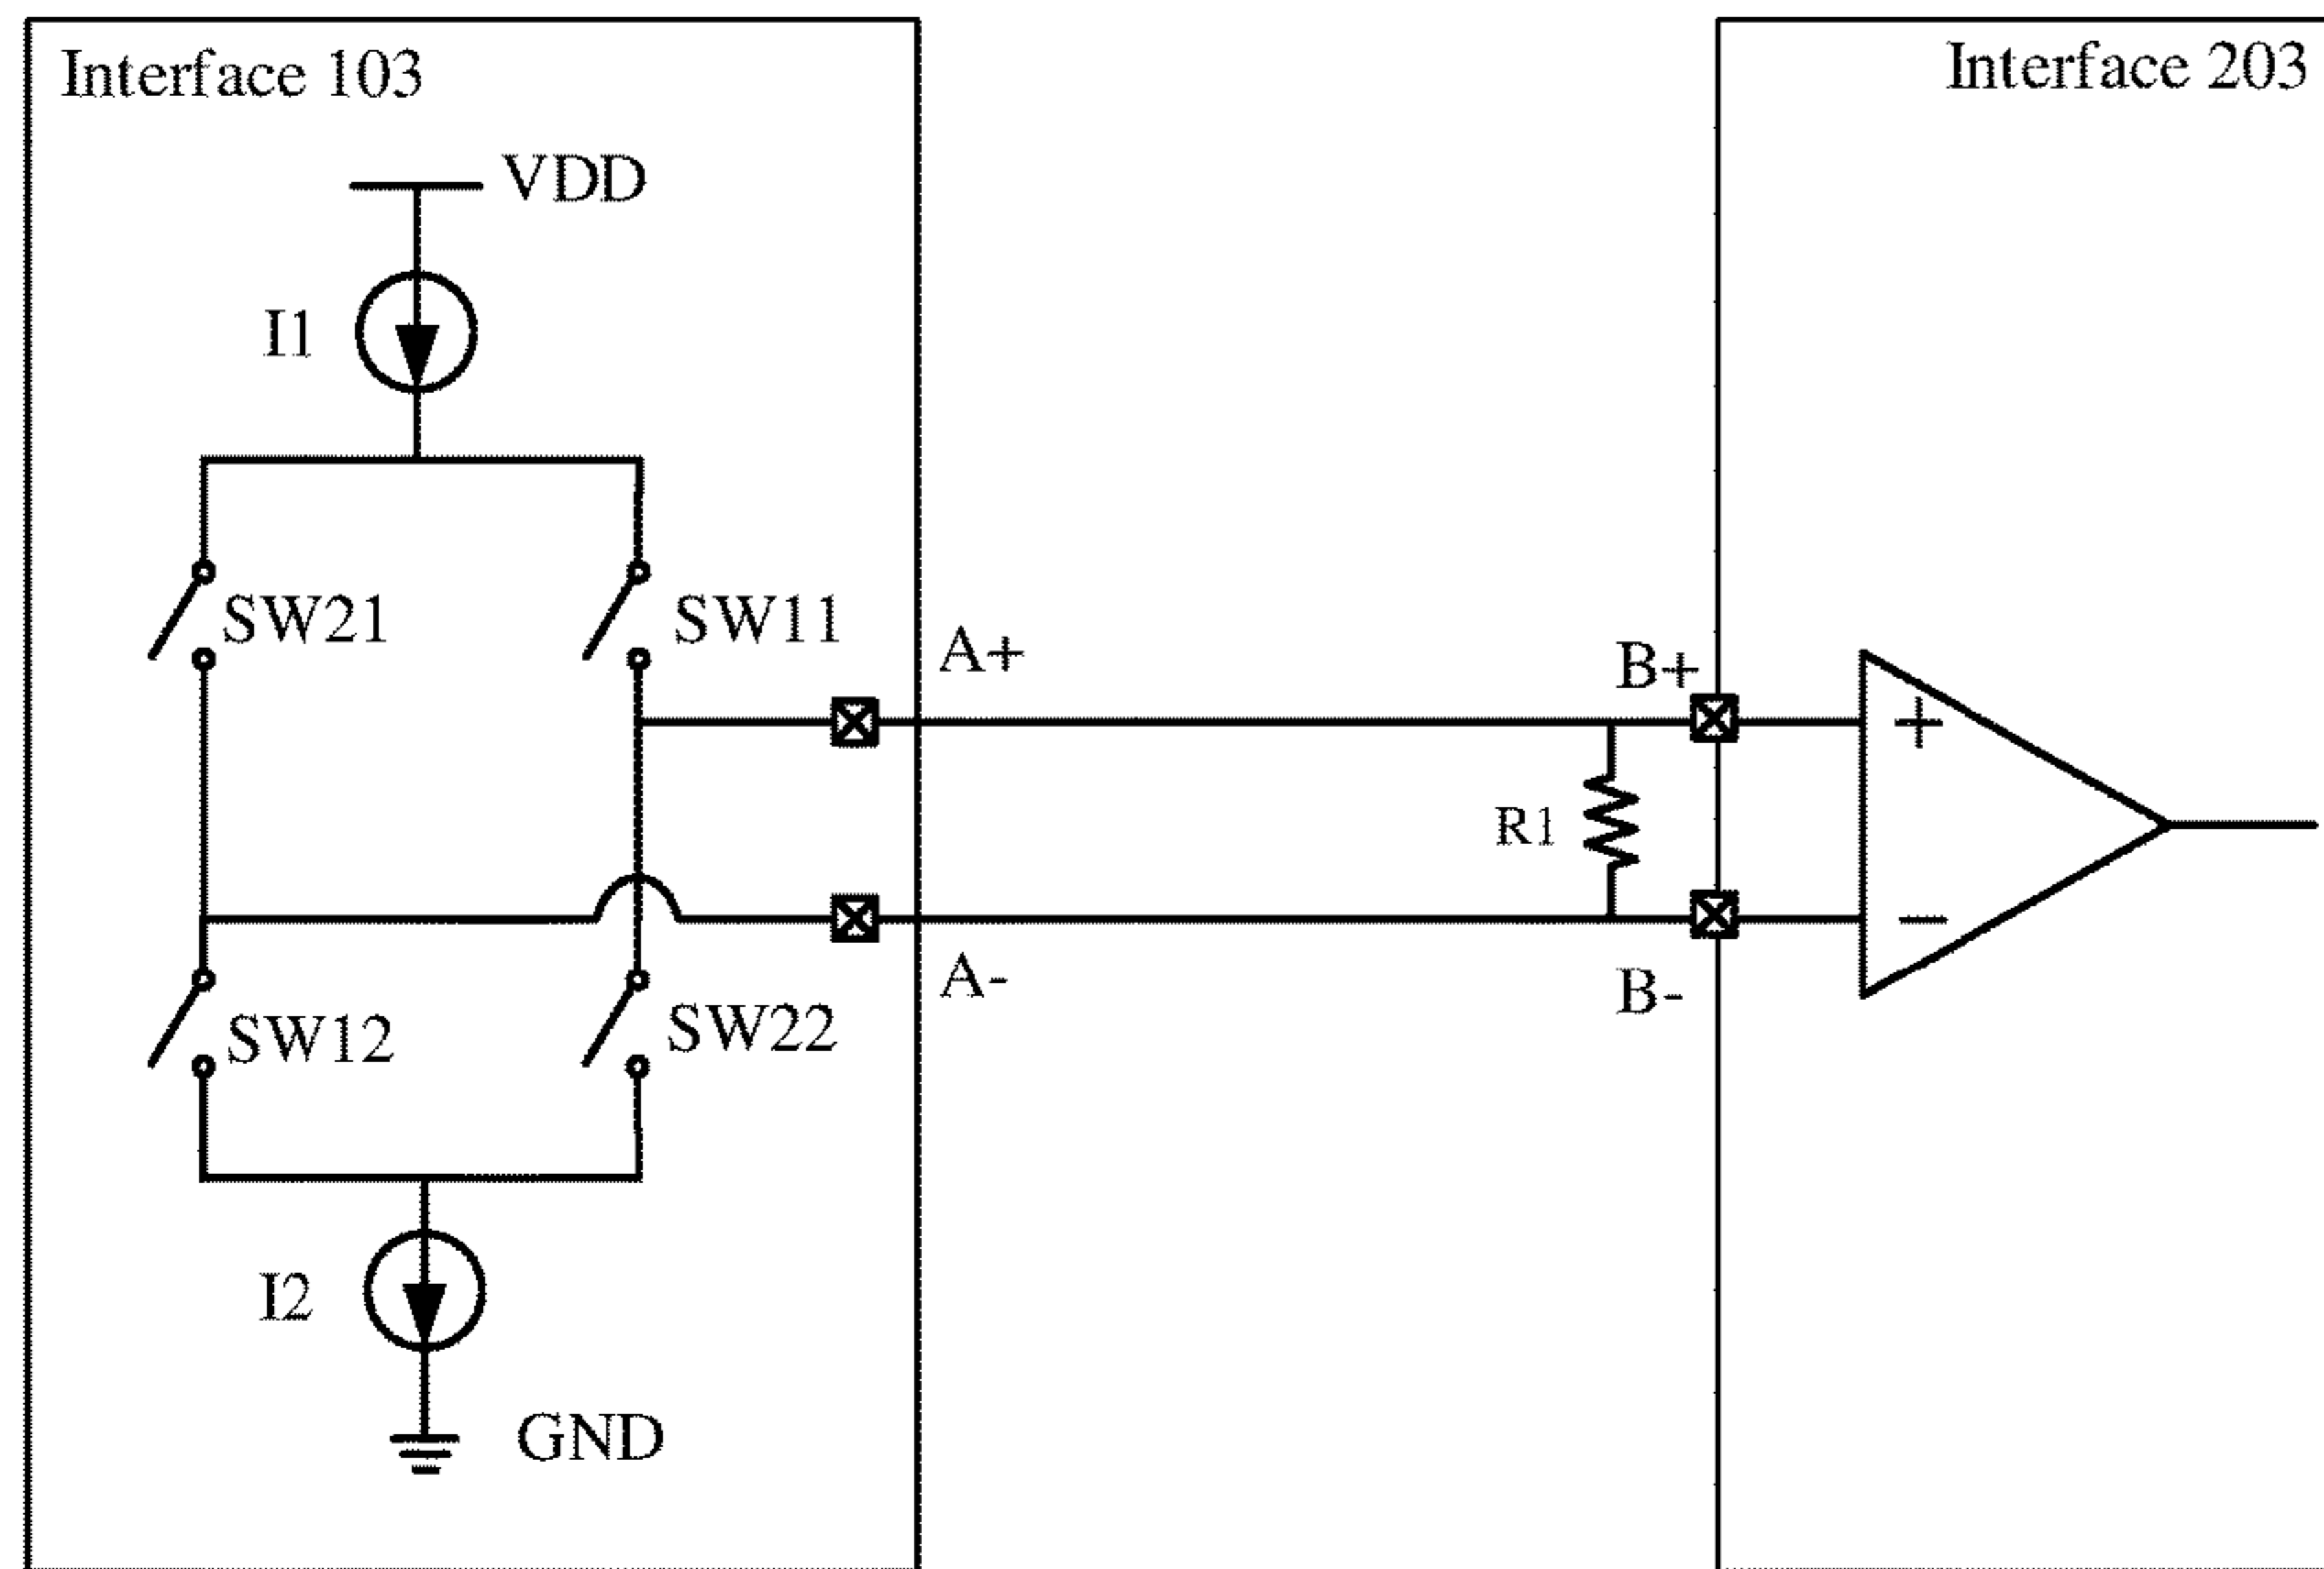 Interface 103
Interface 203
VDD
I1
SW21
SW11
A+
B+
+
R1
−
A-
B-
SW12
SW22
I2
GND